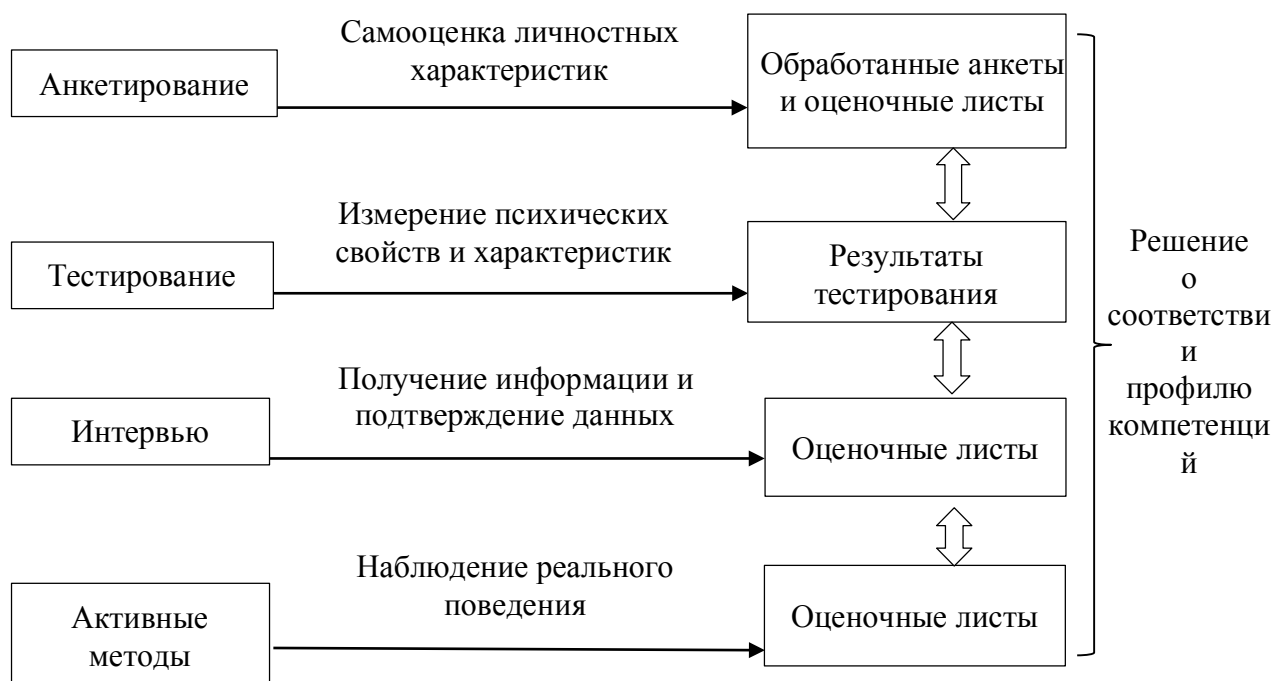 Анкетирование
Самооценка личностных
характеристик
Обработанные анкеты
и оценочные листы
Тестирование
Измерение психических
свойств и характеристик
Результаты
тестирования
Интервью
Получение информации и
подтверждение данных
Оценочные листы
Активные
методы
Наблюдение реального
поведения
Оценочные листы
Решение
о
соответстви
и
профилю
компетенци
й